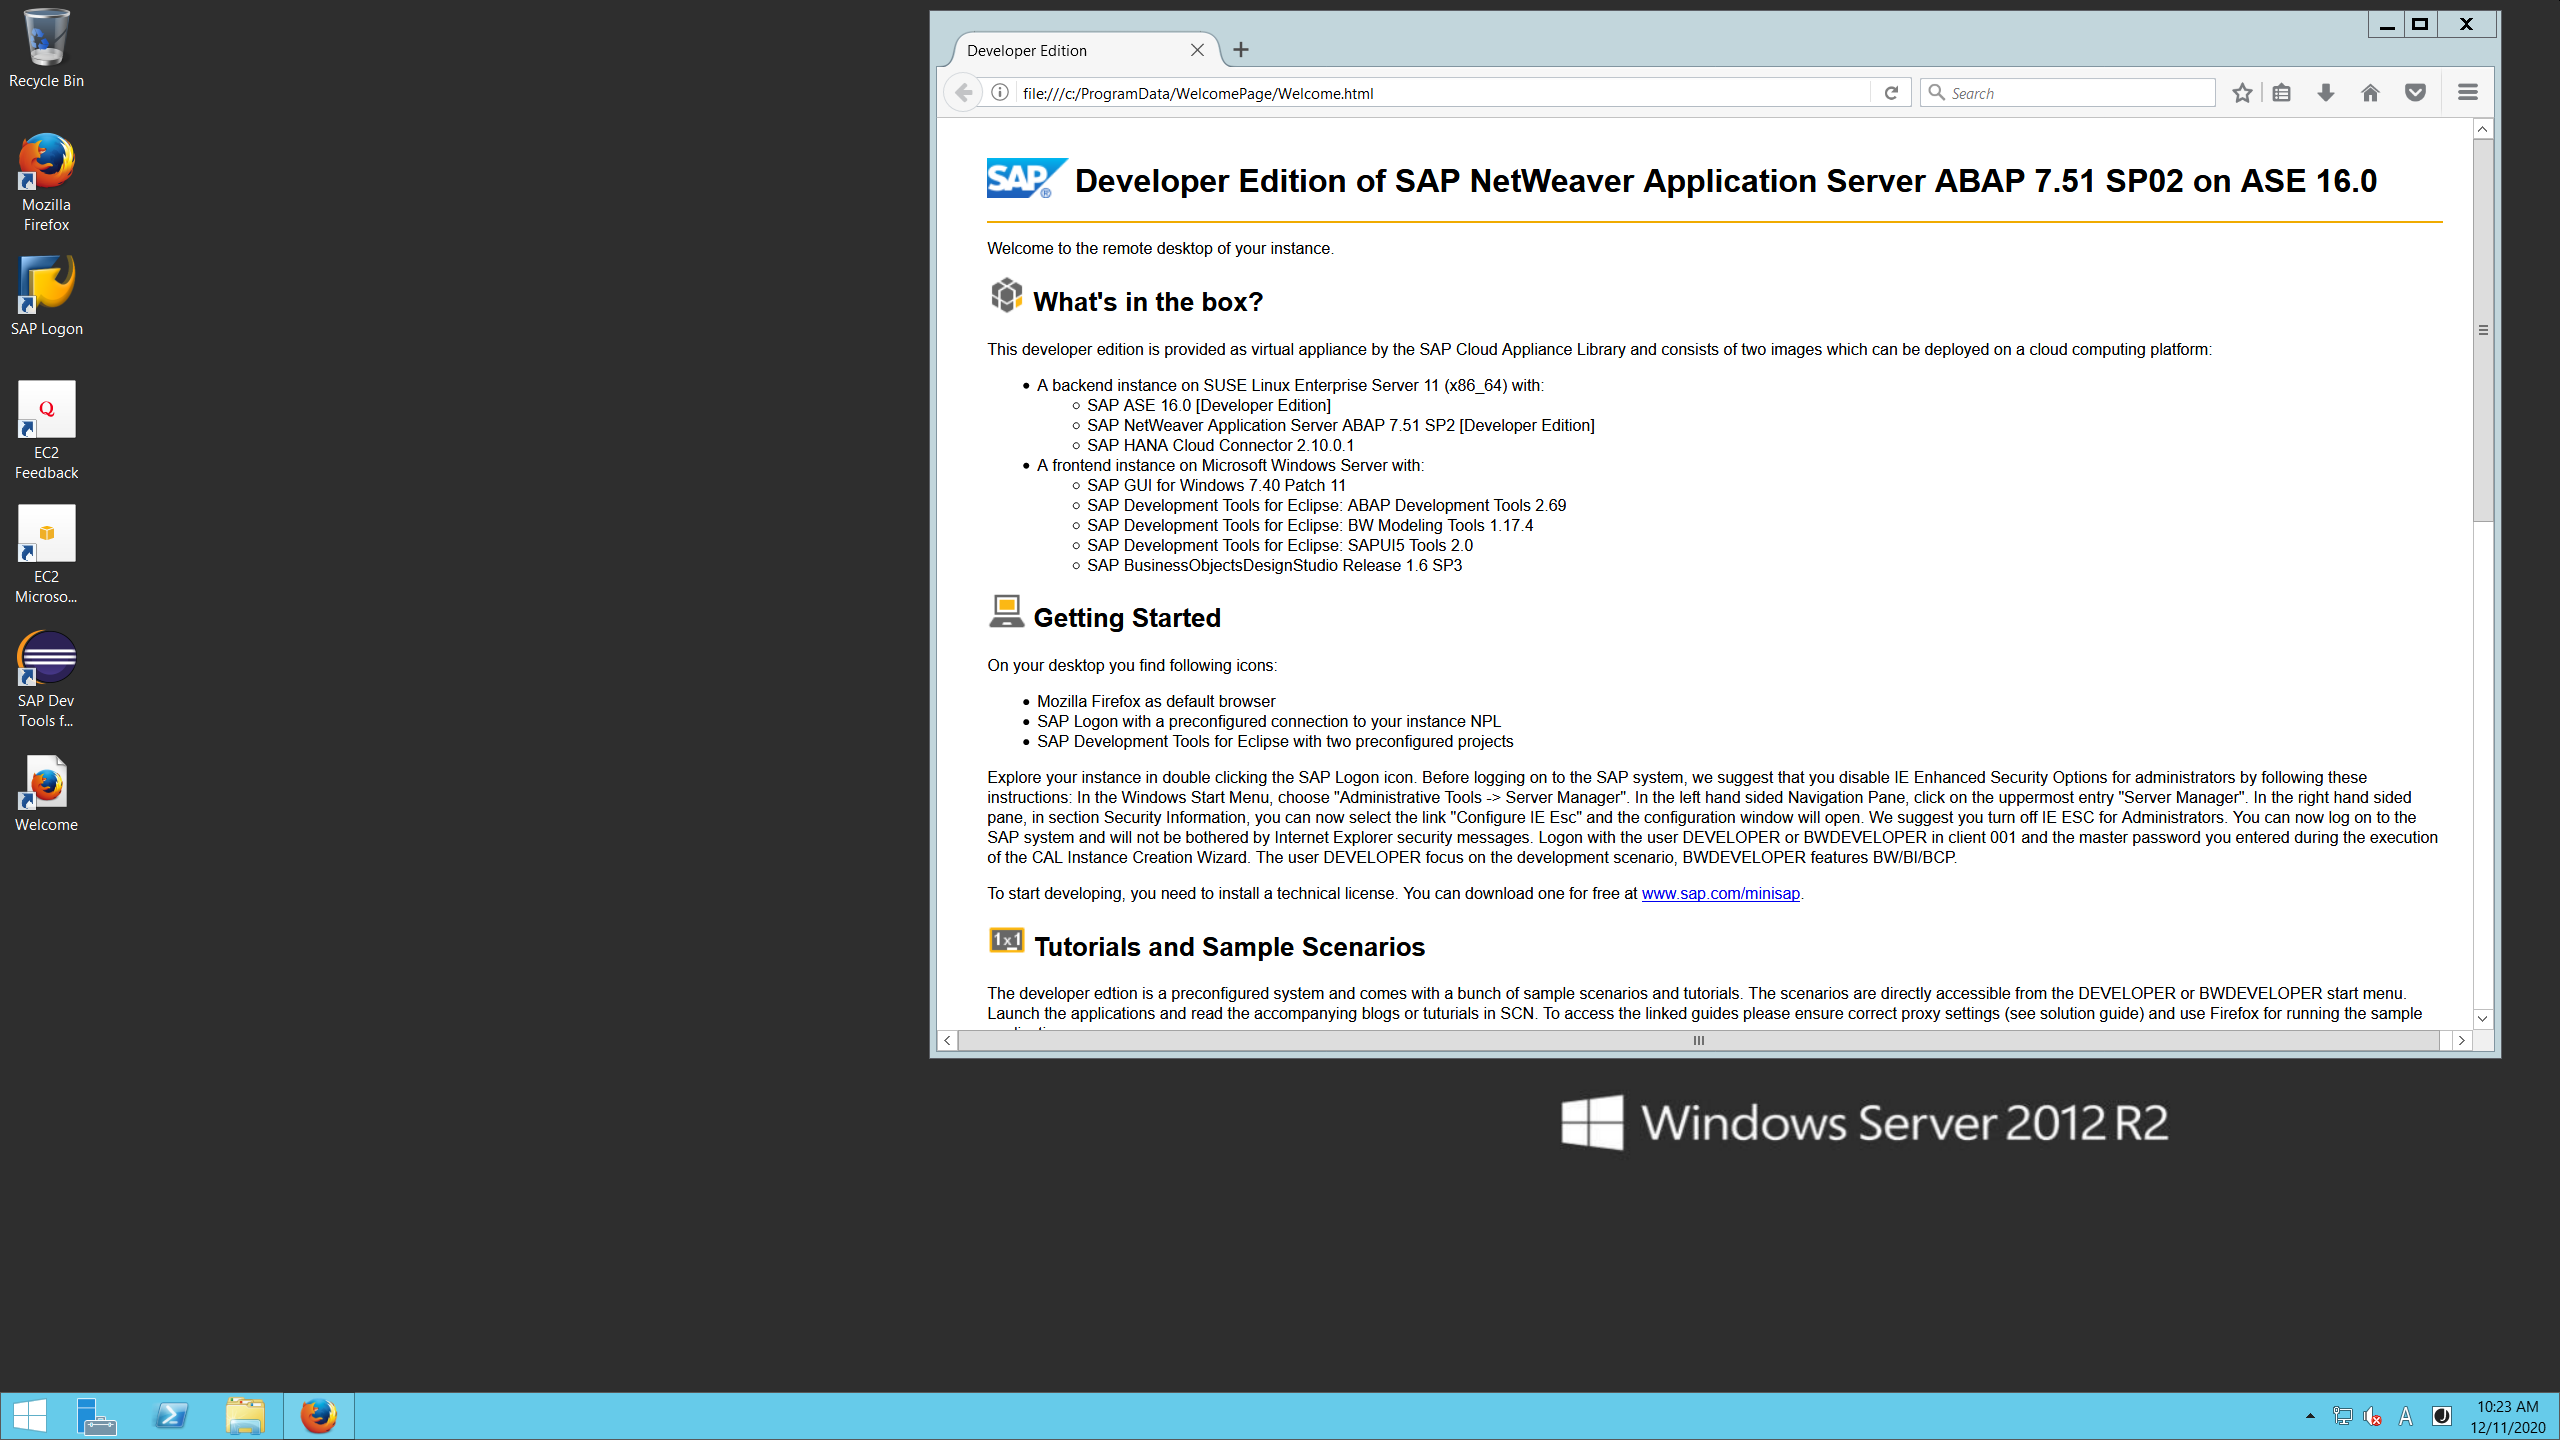 Recycle Bin
Mozilla
Firefox
SAP Logon
Q
EC2
Feedback
EC2
Microso...
SAP Dev
Tools f...
Welcome
Developer Edition
file:///c:/ProgramData/WelcomePage/Welcome.html
Search
SAP® Developer Edition of SAP NetWeaver Application Server ABAP 7.51 SP02 on ASE 16.0
Welcome to the remote desktop of your instance.
What's in the box?
This developer edition is provided as virtual appliance by the SAP Cloud Appliance Library and consists of two images which can be deployed on a cloud computing platform:
A backend instance on SUSE Linux Enterprise Server 11 (x86_64) with:
SAP ASE 16.0 [Developer Edition]
SAP NetWeaver Application Server ABAP 7.51 SP2 [Developer Edition]
SAP HANA Cloud Connector 2.10.0.1
A frontend instance on Microsoft Windows Server with:
SAP GUI for Windows 7.40 Patch 11
SAP Development Tools for Eclipse: ABAP Development Tools 2.69
SAP Development Tools for Eclipse: BW Modeling Tools 1.17.4
SAP Development Tools for Eclipse: SAPUI5 Tools 2.0
SAP BusinessObjectsDesignStudio Release 1.6 SP3
Getting Started
On your desktop you find following icons:
Mozilla Firefox as default browser
SAP Logon with a preconfigured connection to your instance NPL
SAP Development Tools for Eclipse with two preconfigured projects
Explore your instance in double clicking the SAP Logon icon. Before logging on to the SAP system, we suggest that you disable IE Enhanced Security Options for administrators by following these
instructions: In the Windows Start Menu, choose "Administrative Tools -> Server Manager". In the left hand sided Navigation Pane, click on the uppermost entry "Server Manager". In the right hand sided
pane, in section Security Information, you can now select the link "Configure IE Esc" and the configuration window will open. We suggest you turn off IE ESC for Administrators. You can now log on to the
SAP system and will not be bothered by Internet Explorer security messages. Logon with the user DEVELOPER or BWDEVELOPER in client 001 and the master password you entered during the execution
of the CAL Instance Creation Wizard. The user DEVELOPER focus on the development scenario, BWDEVELOPER features BW/BI/BCP.
To start developing, you need to install a technical license. You can download one for free at www.sap.com/minisap.
1x1 Tutorials and Sample Scenarios
The developer edtion is a preconfigured system and comes with a bunch of sample scenarios and tutorials. The scenarios are directly accessible from the DEVELOPER or BWDEVELOPER start menu.
Launch the applications and read the accompanying blogs or tuturials in SCN. To access the linked guides please ensure correct proxy settings (see solution guide) and use Firefox for running the sample
Windows Server 2012 R2
A
10:23 AM
12/11/2020